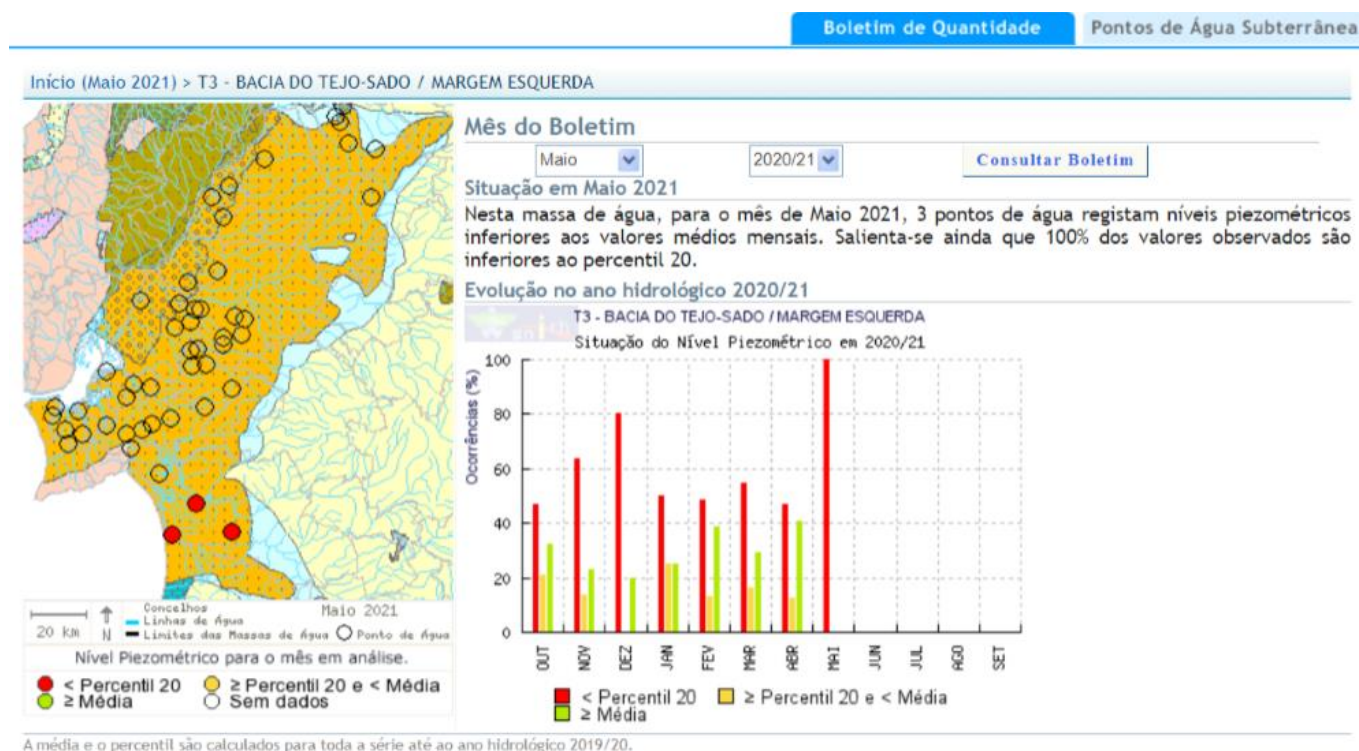 Boletim de Quantidade
Pontos de Água Subterrânea
Início (Maio 2021) > T3 - BACIA DO TEJO-SADO / MARGEM ESQUERDA
Mês do Boletim
Maio
2020/21
Consultar Boletim
Situação em Maio 2021
Nesta massa de água, para o mês de Maio 2021, 3 pontos de água registam níveis piezométricos
inferiores aos valores médios mensais. Salienta-se ainda que 100% dos valores observados são
inferiores ao percentil 20.
Evolução no ano hidrológico 2020/21
T3 - BACIA DO TEJO-SADO / MARGEM ESQUERDA
Situação do Nível Piezométrico em 2020/21
Ocorrências (%)
100
80
60
40
20
0
OUT
NOV
DEZ
JAN
FEV
MAR
ABR
MAI
JUN
JUL
AGO
SET
< Percentil 20
≥ Percentil 20 e < Média
≥ Média
20 km
N
Concelhos
Linhas de Água
Limites das Massas de Água
Maio 2021
Ponto de Água
Nível Piezométrico para o mês em análise.
< Percentil 20
≥ Percentil 20 e < Média
≥ Média
Sem dados
A média e o percentil são calculados para toda a série até ao ano hidrológico 2019/20.